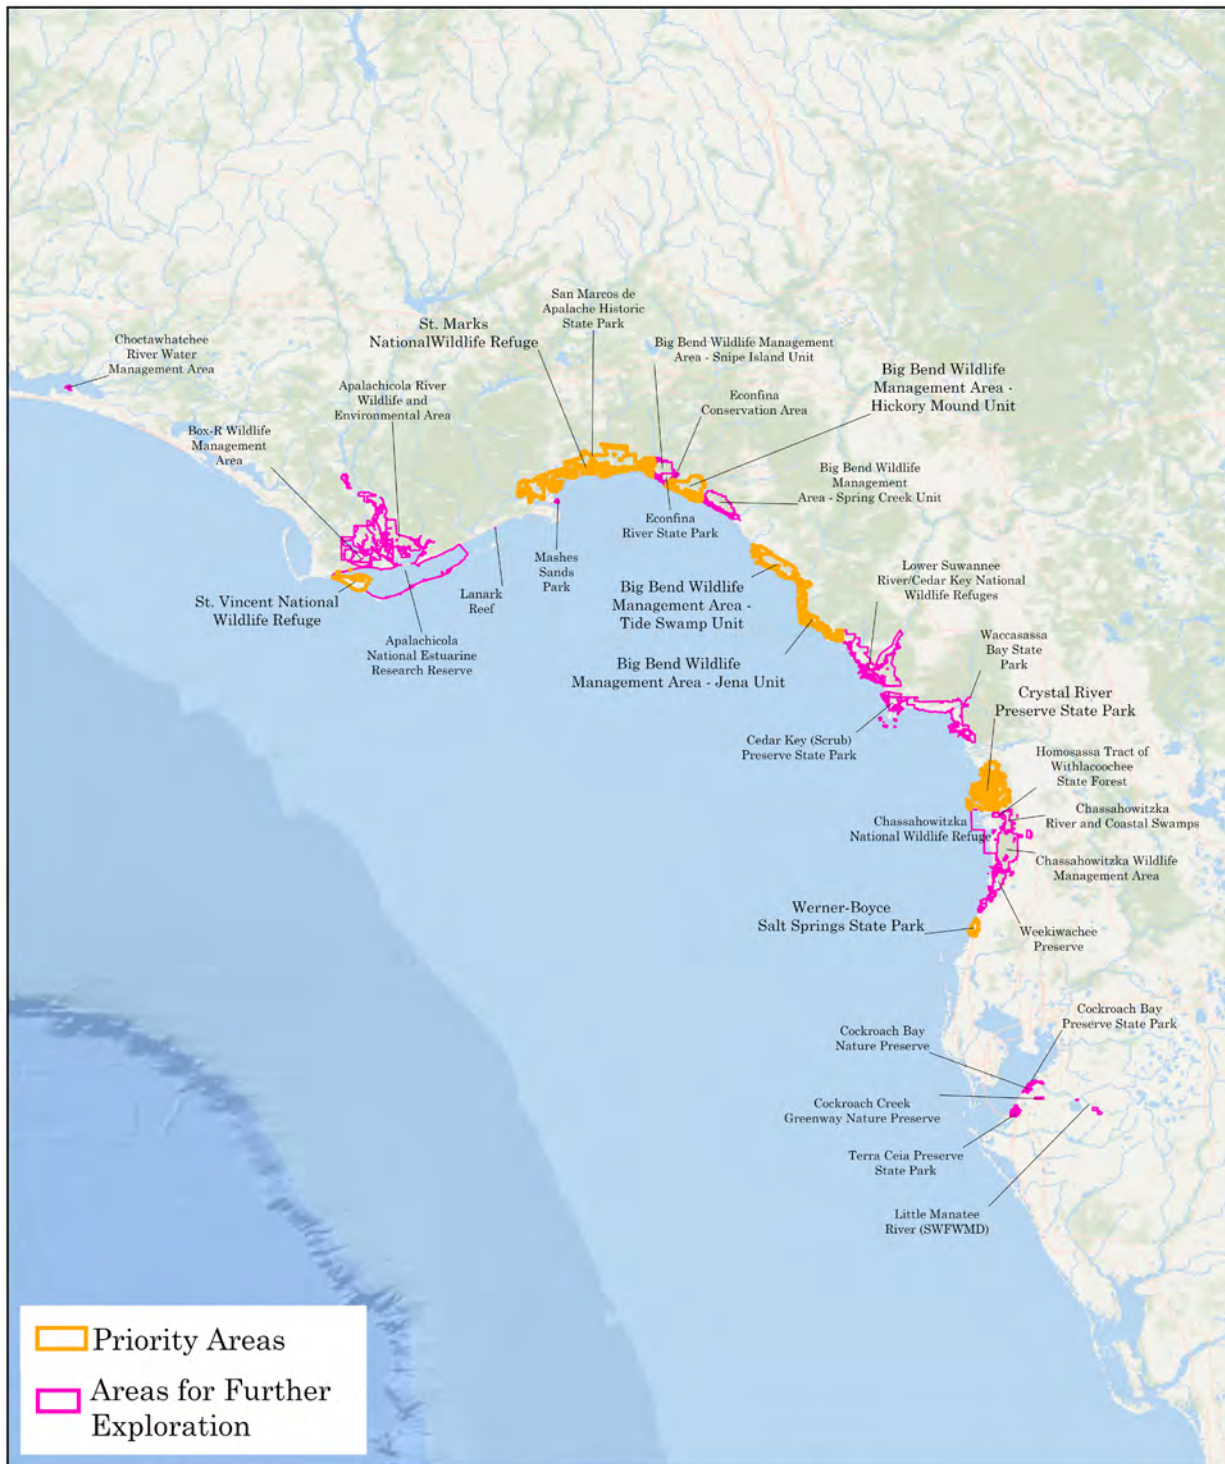 San Marcos de
Apalache Historic
State Park
St. Marks
NationalWildlife Refuge
Choctawhatchee
River Water
Management Area
Big Bend Wildlife Management
Area - Snipe Island Unit
Big Bend Wildlife
Management Area -
Hickory Mound Unit
Apalachicola River
Wildlife and
Environmental Area
Econfina
Conservation Area
Box-R Wildlife
Management
Area
Big Bend Wildlife
Management
Area - Spring Creek Unit
Econfina
River State Park
Mashes
Sands
Park
Lanark
Reef
St. Vincent National
Wildlife Refuge
Apalachicola
National Estuarine
Research Reserve
Big Bend Wildlife
Management Area -
Tide Swamp Unit
Lower Suwannee
River/Cedar Key National
Wildlife Refuges
Big Bend Wildlife
Management Area - Jena Unit
Waccasassa
Bay State
Park
Crystal River
Preserve State Park
Cedar Key (Scrub)
Preserve State Park
Homosassa Tract of
Withlacoochee
State Forest
Chassahowitzka
National Wildlife Refuge
Chassahowitzka
River and Coastal Swamps
Chassahowitzka Wildlife
Management Area
Werner-Boyce
Salt Springs State Park
Weekiwachee
Preserve
Cockroach Bay
Preserve State Park
Cockroach Bay
Nature Preserve
Cockroach Creek
Greenway Nature Preserve
Terra Ceia Preserve
State Park
Little Manatee
River (SWFWMD)
Priority Areas
Areas for Further
Exploration